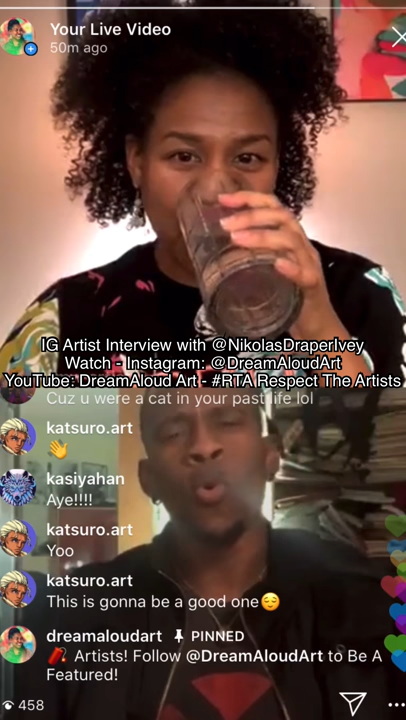 Your Live Video
50m ago
IG Artist Interview with @NikolasDraperIvey
Watch - Instagram: @DreamAloudArt
YouTube: DreamAloud Art - #RTA Respect The Artists
Cuz u were a cat in your past life lol
katsuro.art
👋
kasiyahan
Aye!!!!
katsuro.art
Yoo
katsuro.art
This is gonna be a good one😌
dreamaloudart PINNED
🧧 Artists! Follow @DreamAloudArt to Be A
Featured!
458